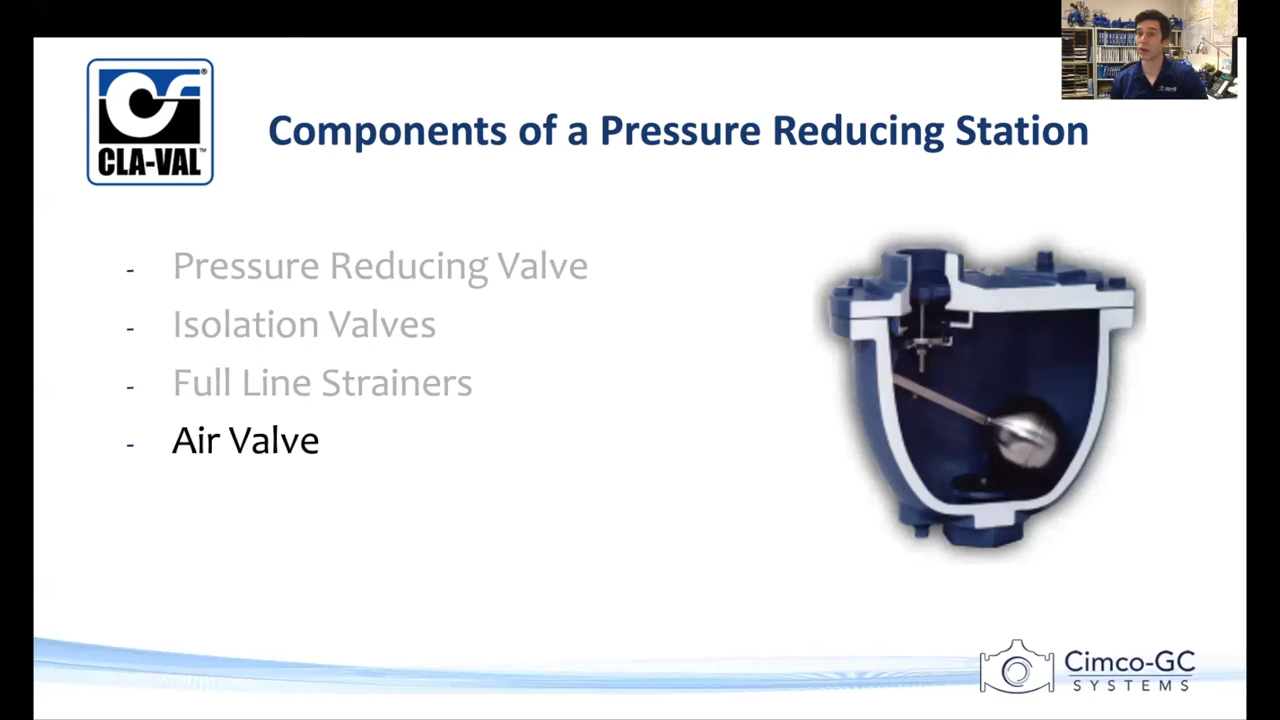 CLA-VAL
Components of a Pressure Reducing Station
- Pressure Reducing Valve
- Isolation Valves
- Full Line Strainers
- Air Valve
Cimco-GC
SYSTEMS